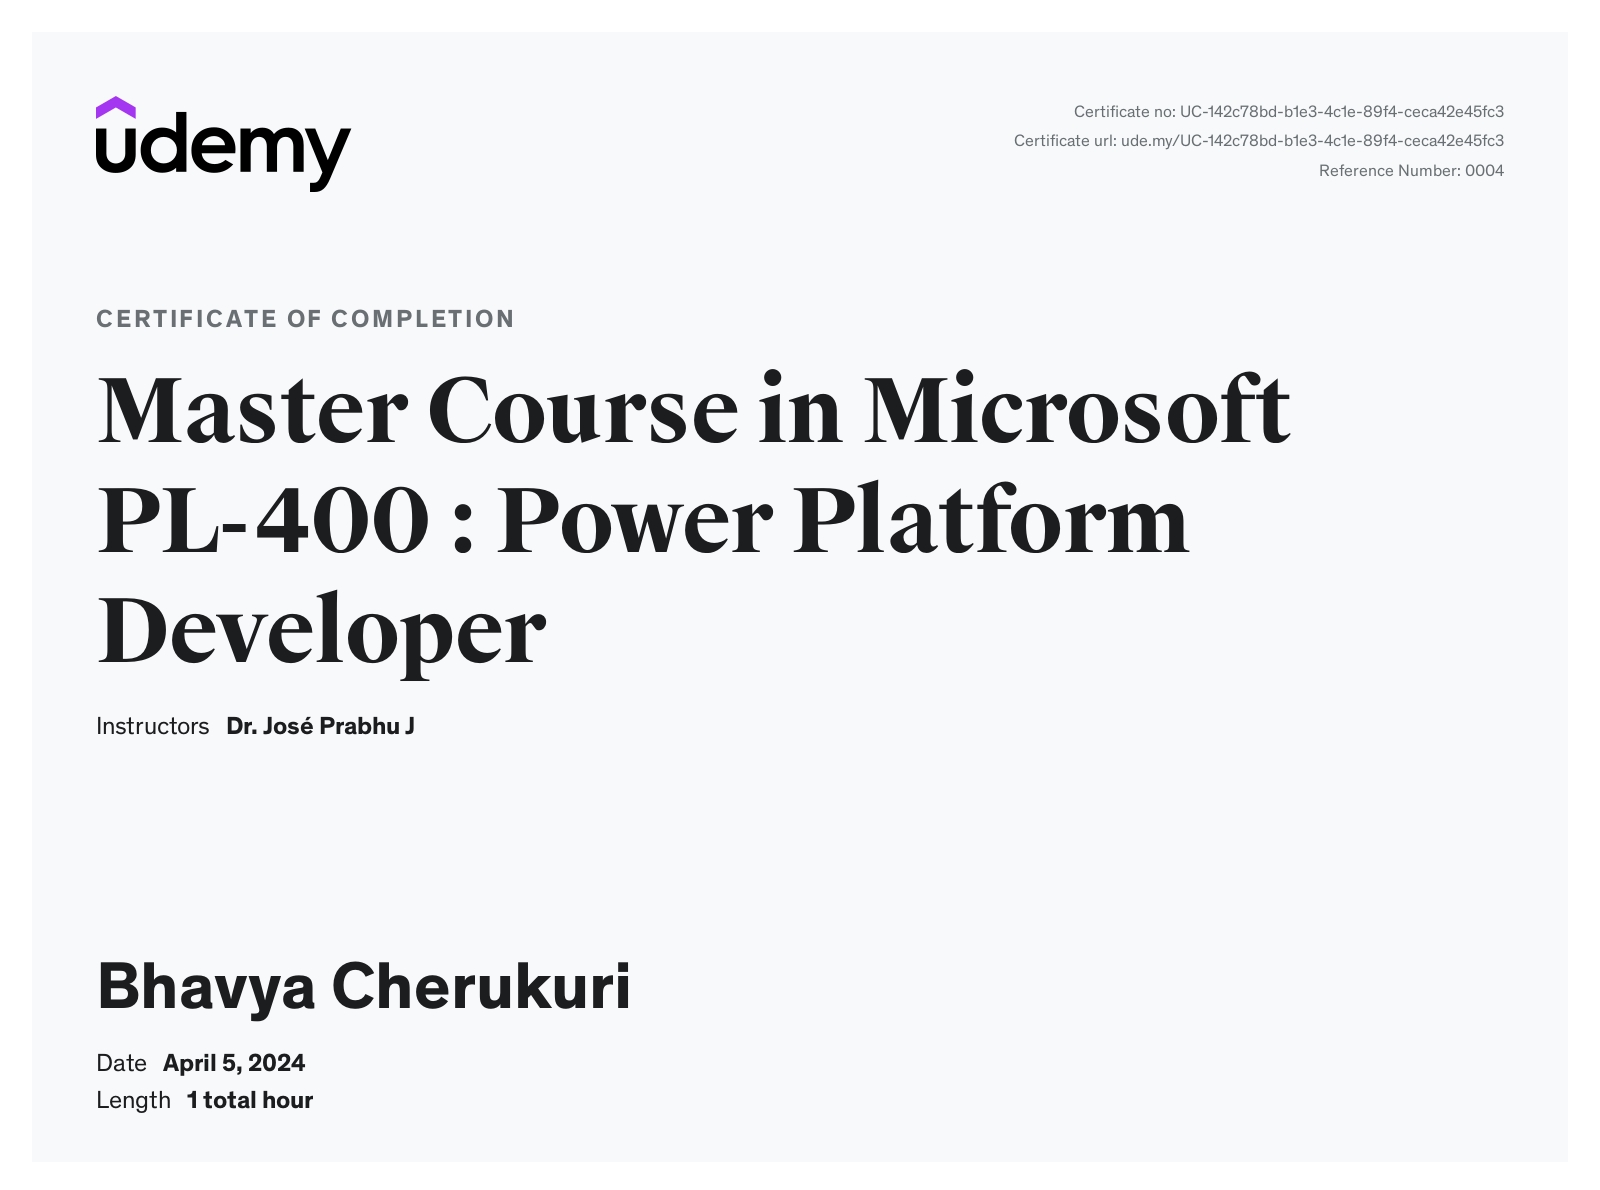 udemy
Certificate no: UC-142c78bd-b1e3-4c1e-89f4-ceca42e45fc3
Certificate url: ude.my/UC-142c78bd-b1e3-4c1e-89f4-ceca42e45fc3
Reference Number: 0004
CERTIFICATE OF COMPLETION
Master Course in Microsoft
PL-400 : Power Platform
Developer
Instructors Dr. José Prabhu J
Bhavya Cherukuri
Date April 5, 2024
Length 1 total hour